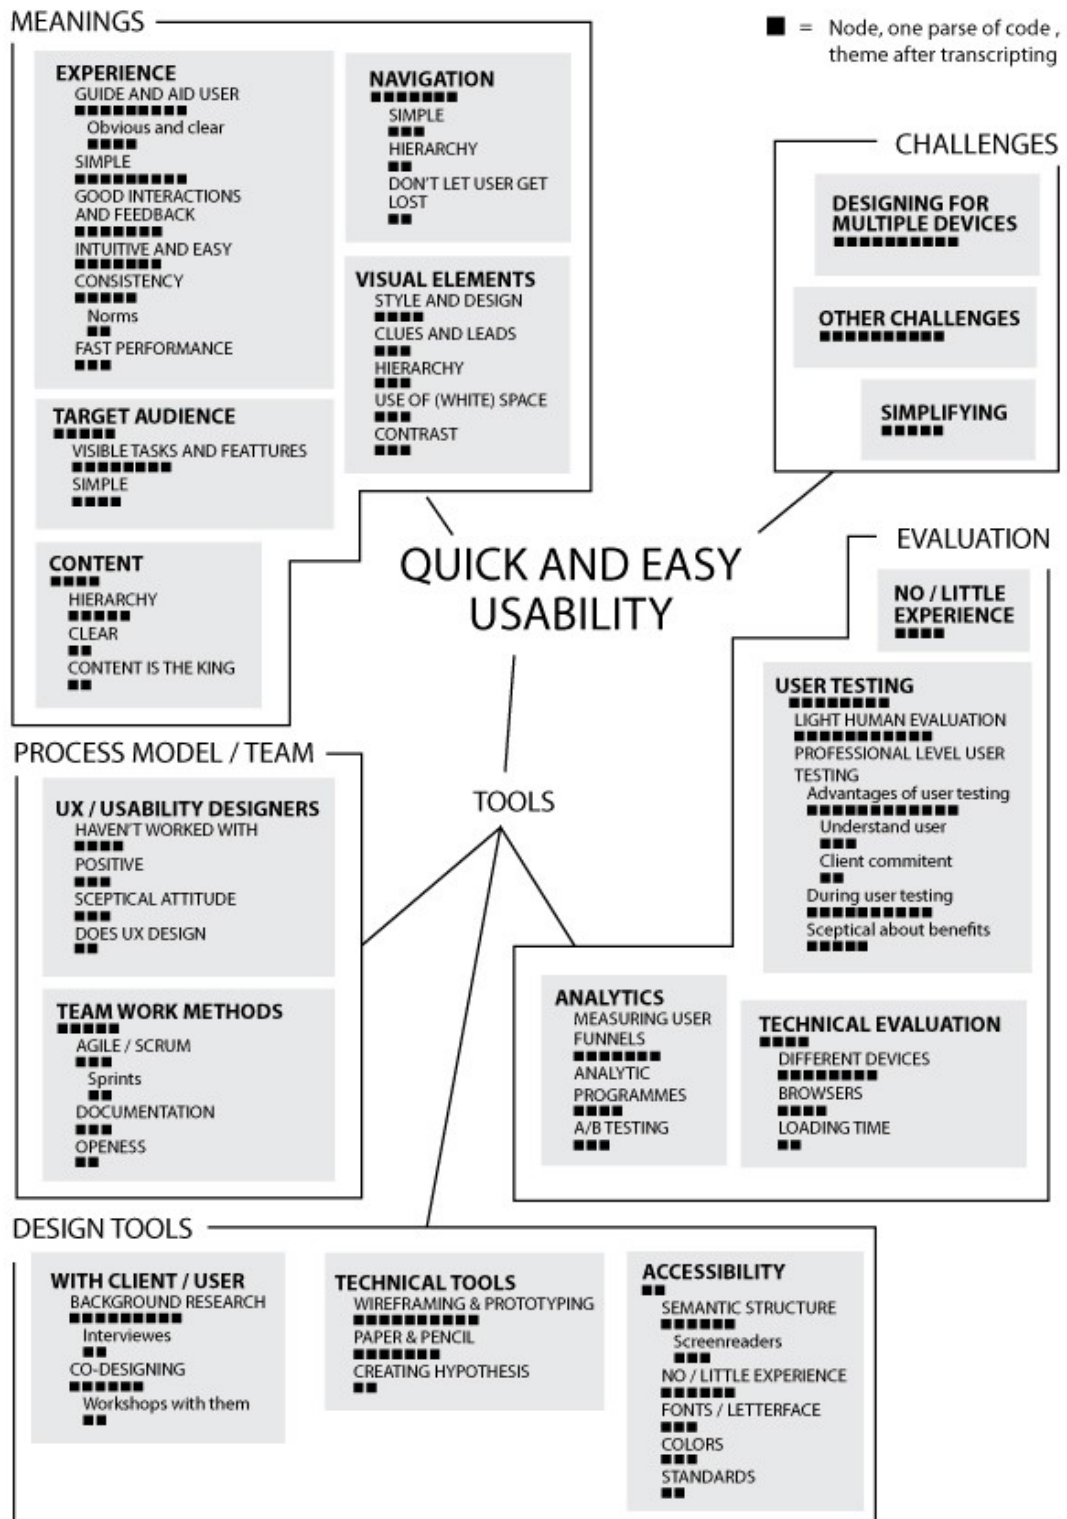 MEANINGS
EXPERIENCE
GUIDE AND AID USER
Obvious and clear
SIMPLE
GOOD INTERACTIONS
AND FEEDBACK
INTUITIVE AND EASY
CONSISTENCY
Norms
FAST PERFORMANCE
TARGET AUDIENCE
VISIBLE TASKS AND FEATTURES
SIMPLE
CONTENT
HIERARCHY
CLEAR
CONTENT IS THE KING
NAVIGATION
SIMPLE
HIERARCHY
DON'T LET USER GET
LOST
VISUAL ELEMENTS
STYLE AND DESIGN
CLUES AND LEADS
HIERARCHY
USE OF (WHITE) SPACE
CONTRAST
= Node, one parse of code ,
theme after transcripting
CHALLENGES
DESIGNING FOR
MULTIPLE DEVICES
OTHER CHALLENGES
SIMPLIFYING
QUICK AND EASY
USABILITY
EVALUATION
NO / LITTLE
EXPERIENCE
USER TESTING
LIGHT HUMAN EVALUATION
PROFESSIONAL LEVEL USER
TESTING
Advantages of user testing
Understand user
Client commitent
During user testing
Sceptical about benefits
ANALYTICS
MEASURING USER
FUNNELS
ANALYTIC
PROGRAMMES
A/B TESTING
TECHNICAL EVALUATION
DIFFERENT DEVICES
BROWSERS
LOADING TIME
TOOLS
PROCESS MODEL / TEAM
UX / USABILITY DESIGNERS
HAVEN'T WORKED WITH
POSITIVE
SCEPTICAL ATTITUDE
DOES UX DESIGN
TEAM WORK METHODS
AGILE / SCRUM
Sprints
DOCUMENTATION
OPENESS
DESIGN TOOLS
WITH CLIENT / USER
BACKGROUND RESEARCH
Interviewes
CO-DESIGNING
Workshops with them
TECHNICAL TOOLS
WIREFRAMING & PROTOTYPING
PAPER & PENCIL
CREATING HYPOTHESIS
ACCESSIBILITY
SEMANTIC STRUCTURE
Screenreaders
NO / LITTLE EXPERIENCE
FONTS / LETTERFACE
COLORS
STANDARDS